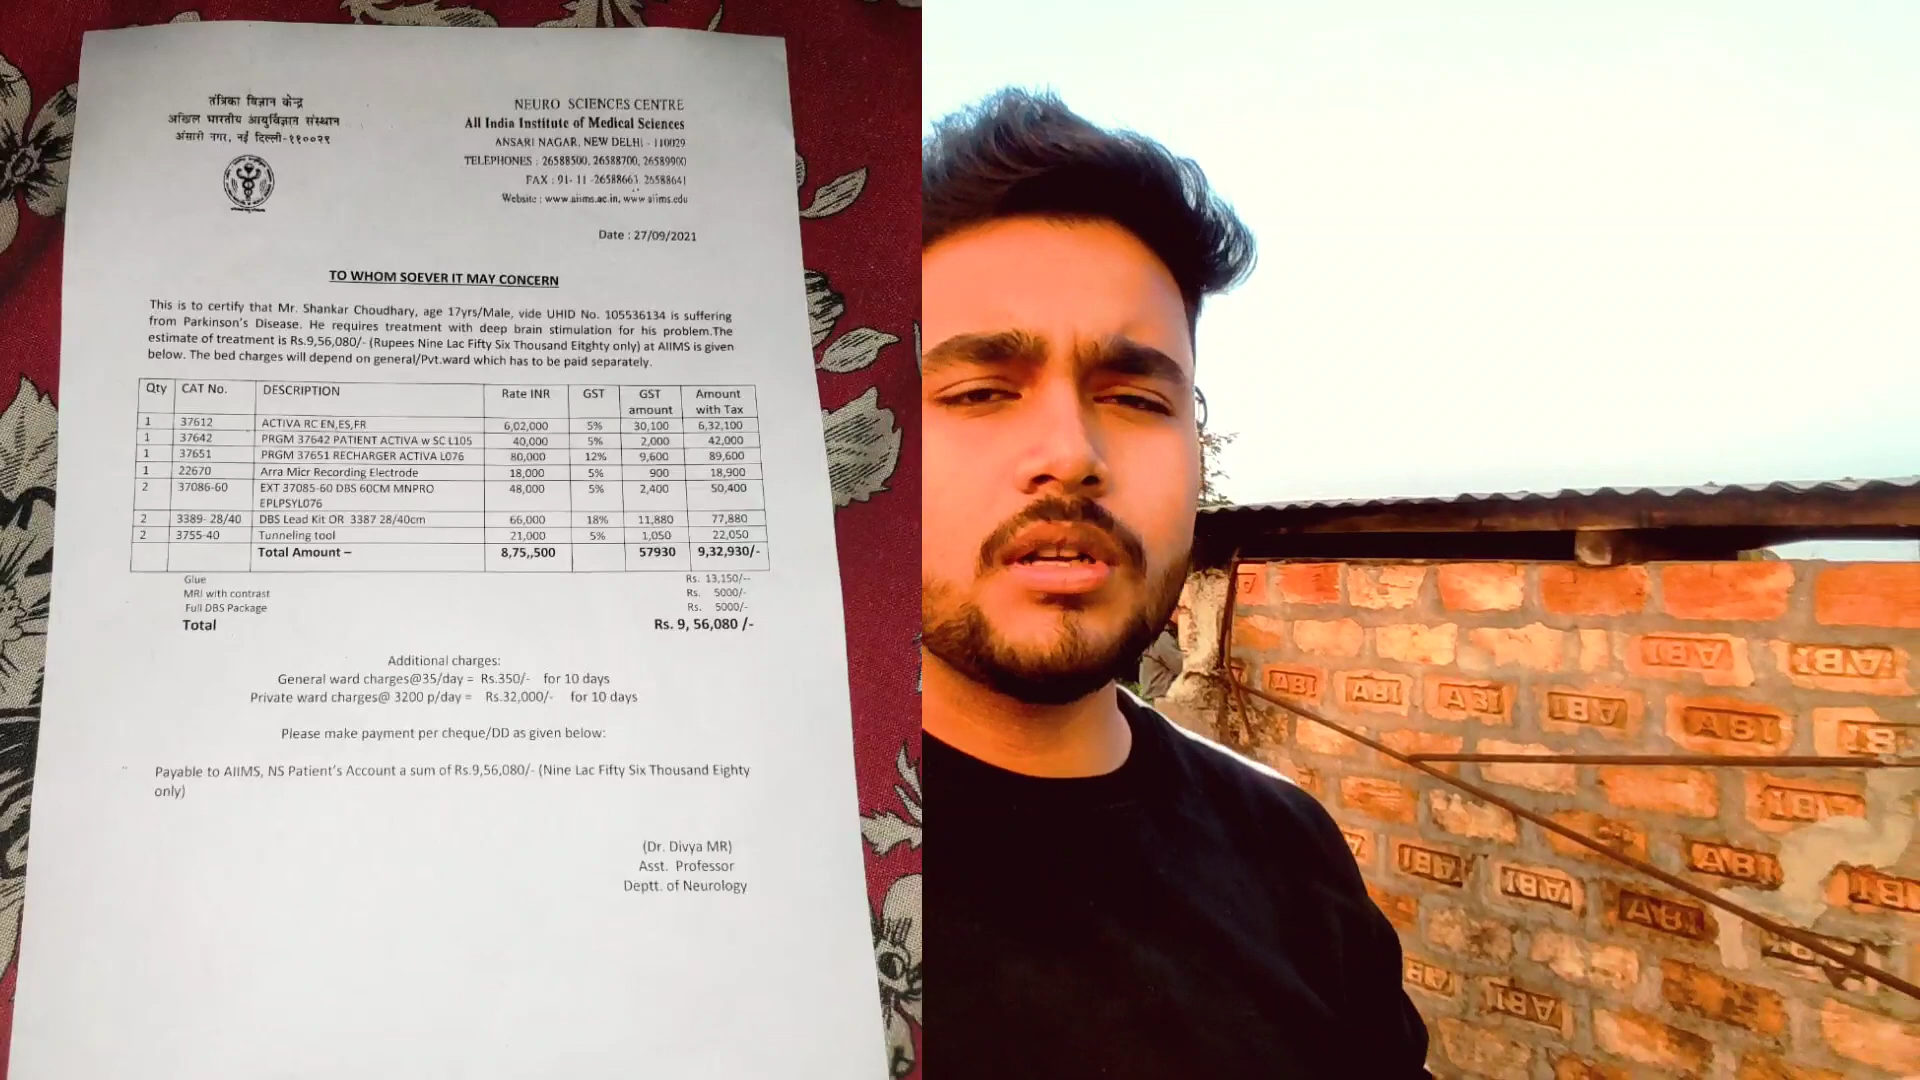 तंत्रिका विज्ञान केन्द्र
अखिल भारतीय आयुर्विज्ञान संस्थान
अंसारी नगर, नई दिल्ली-११००२९
NEURO SCIENCES CENTRE
All India Institute of Medical Sciences
ANSARI NAGAR, NEW DELHI - 110029
TELEPHONES : 26588500, 26588700, 26589900
FAX : 91- 11 -26588663, 26588641
Website : www.aiims.ac.in, www aiims.edu
Date : 27/09/2021
TO WHOM SOEVER IT MAY CONCERN
This is to certify that Mr. Shankar Choudhary, age 17yrs/Male, vide UHID No. 105536134 is suffering
from Parkinson's Disease. He requires treatment with deep brain stimulation for his problem.The
estimate of treatment is Rs.9,56,080/- (Rupees Nine Lac Fifty Six Thousand Eitghty only) at AIIMS is given
below. The bed charges will depend on general/Pvt.ward which has to be paid separately.
Qty CAT No. DESCRIPTION Rate INR GST GST amount Amount with Tax
1 37612 ACTIVA RC EN,ES,FR 6,02,000 5% 30,100 6,32,100
1 37642 PRGM 37642 PATIENT ACTIVA w SC L105 40,000 5% 2,000 42,000
1 37651 PRGM 37651 RECHARGER ACTIVA L076 80,000 12% 9,600 89,600
1 22670 Arra Micr Recording Electrode 18,000 5% 900 18,900
2 37086-60 EXT 37085-60 DBS 60CM MNPRO 48,000 5% 2,400 50,400
EPLPSYL076
2 3389- 28/40 DBS Lead Kit OR 3387 28/40cm 66,000 18% 11,880 77,880
2 3755-40 Tunneling tool 21,000 5% 1,050 22,050
Total Amount – 8,75,,500 57930 9,32,930/-
Glue Rs. 13,150/--
MRI with contrast Rs. 5000/-
Full DBS Package Rs. 5000/-
Total Rs. 9, 56,080 /-
Additional charges:
General ward charges@35/day = Rs.350/- for 10 days
Private ward charges@ 3200 p/day = Rs.32,000/- for 10 days
Please make payment per cheque/DD as given below:
Payable to AIIMS, NS Patient's Account a sum of Rs.9,56,080/- (Nine Lac Fifty Six Thousand Eighty
only)
(Dr. Divya MR)
Asst. Professor
Deptt. of Neurology